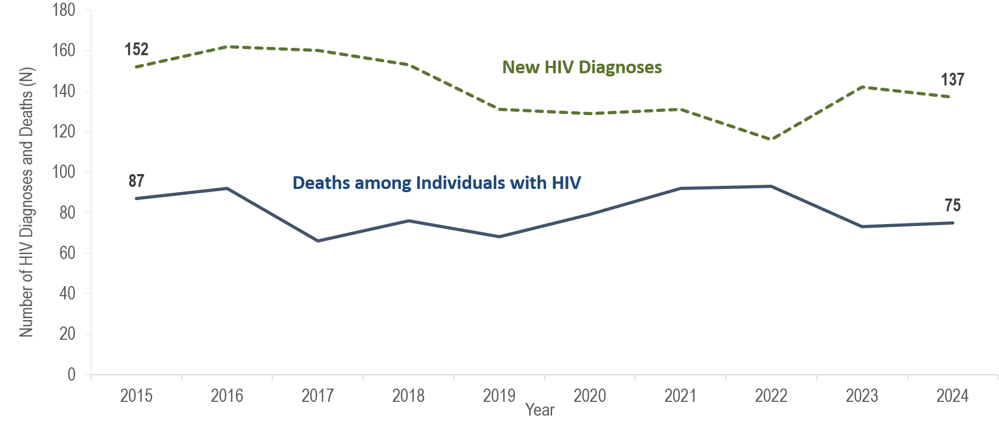 Number of HIV Diagnoses and Deaths (N)
180
160
140
120
100
80
60
40
20
0
152
New HIV Diagnoses
137
87
Deaths among Individuals with HIV
75
2015 2016 2017 2018 2019 2020 2021 2022 2023 2024
Year